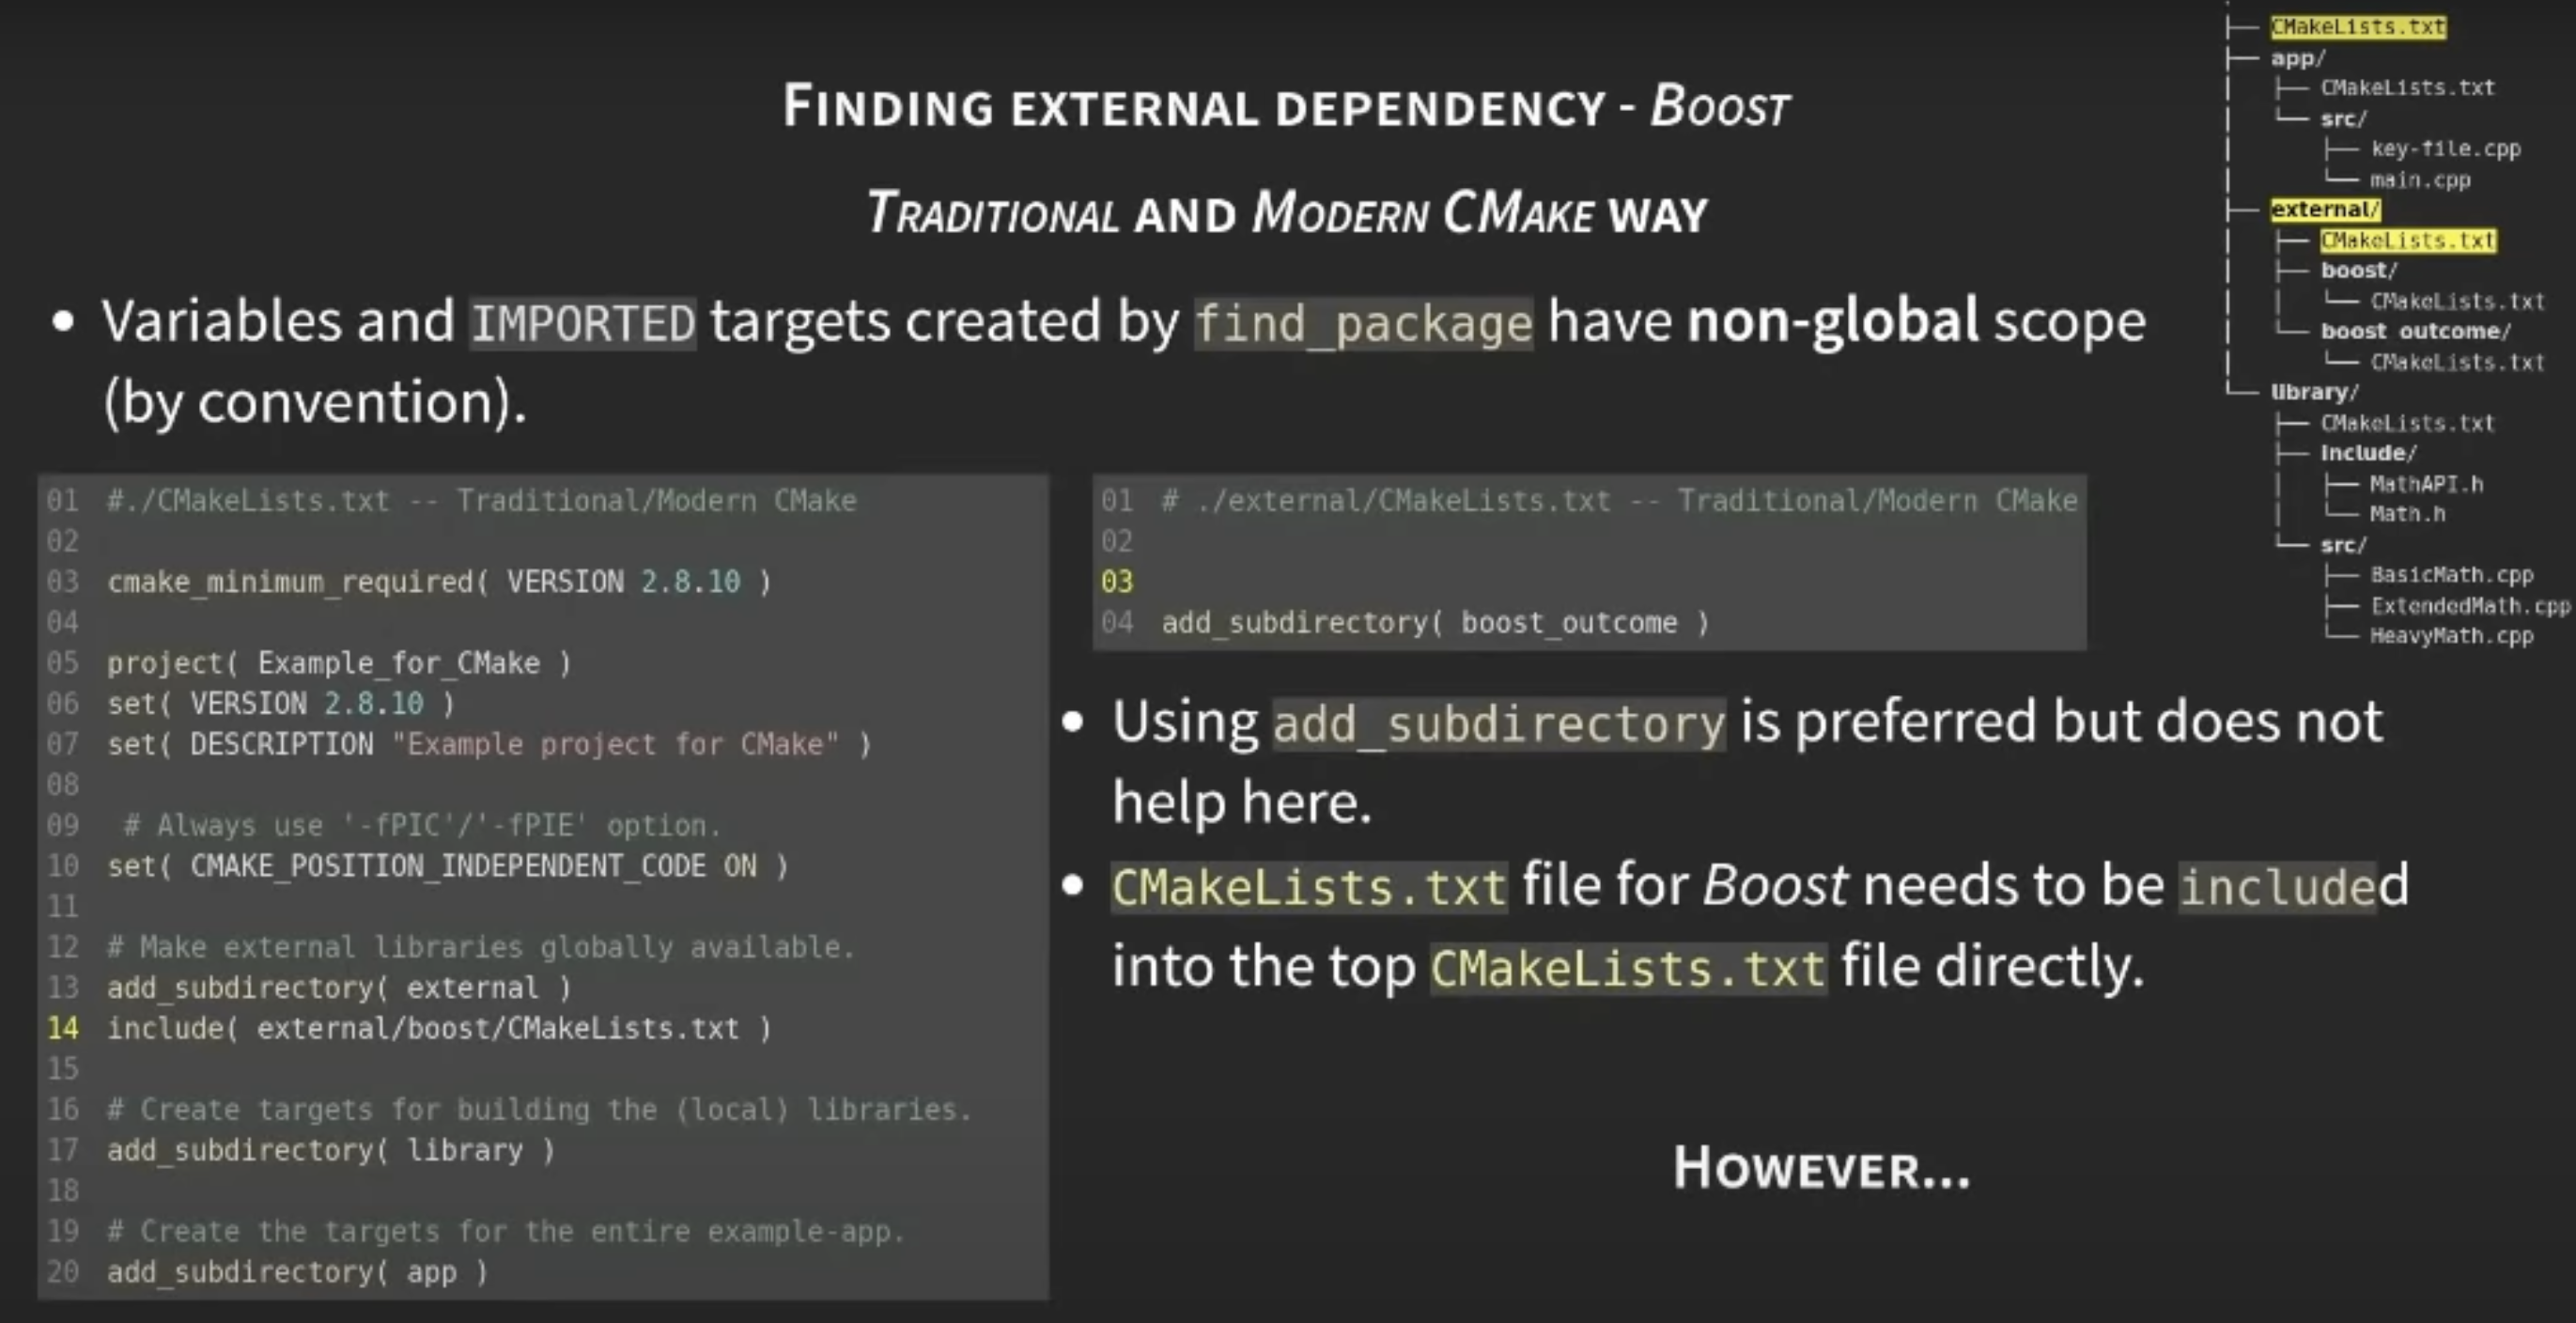 FINDING EXTERNAL DEPENDENCY - BOOST
TRADITIONAL AND MODERN CMAKE WAY
• Variables and IMPORTED targets created by find_package have non-global scope
(by convention).
01 #./CMakeLists.txt -- Traditional/Modern CMake
02
03 cmake_minimum_required( VERSION 2.8.10 )
04
05 project( Example_for_CMake )
06 set( VERSION 2.8.10 )
07 set( DESCRIPTION "Example project for CMake" )
08
09 # Always use '-fPIC'/'-fPIE' option.
10 set( CMAKE_POSITION_INDEPENDENT_CODE ON )
11
12 # Make external libraries globally available.
13 add_subdirectory( external )
14 include( external/boost/CMakeLists.txt )
15
16 # Create targets for building the (local) libraries.
17 add_subdirectory( library )
18
19 # Create the targets for the entire example-app.
20 add_subdirectory( app )
01 # ./external/CMakeLists.txt -- Traditional/Modern CMake
02
03
04 add_subdirectory( boost_outcome )
• Using add_subdirectory is preferred but does not
help here.
• CMakeLists.txt file for Boost needs to be included
into the top CMakeLists.txt file directly.
HOWEVER...
├── CMakeLists.txt
├── app/
│   ├── CMakeLists.txt
│   └── src/
│       ├── key-file.cpp
│       └── main.cpp
├── external/
│   ├── CMakeLists.txt
│   ├── boost/
│   │   └── CMakeLists.txt
│   └── boost_outcome/
│       └── CMakeLists.txt
└── library/
    ├── CMakeLists.txt
    ├── include/
    │   ├── MathAPI.h
    │   └── Math.h
    └── src/
        ├── BasicMath.cpp
        ├── ExtendedMath.cpp
        └── HeavyMath.cpp